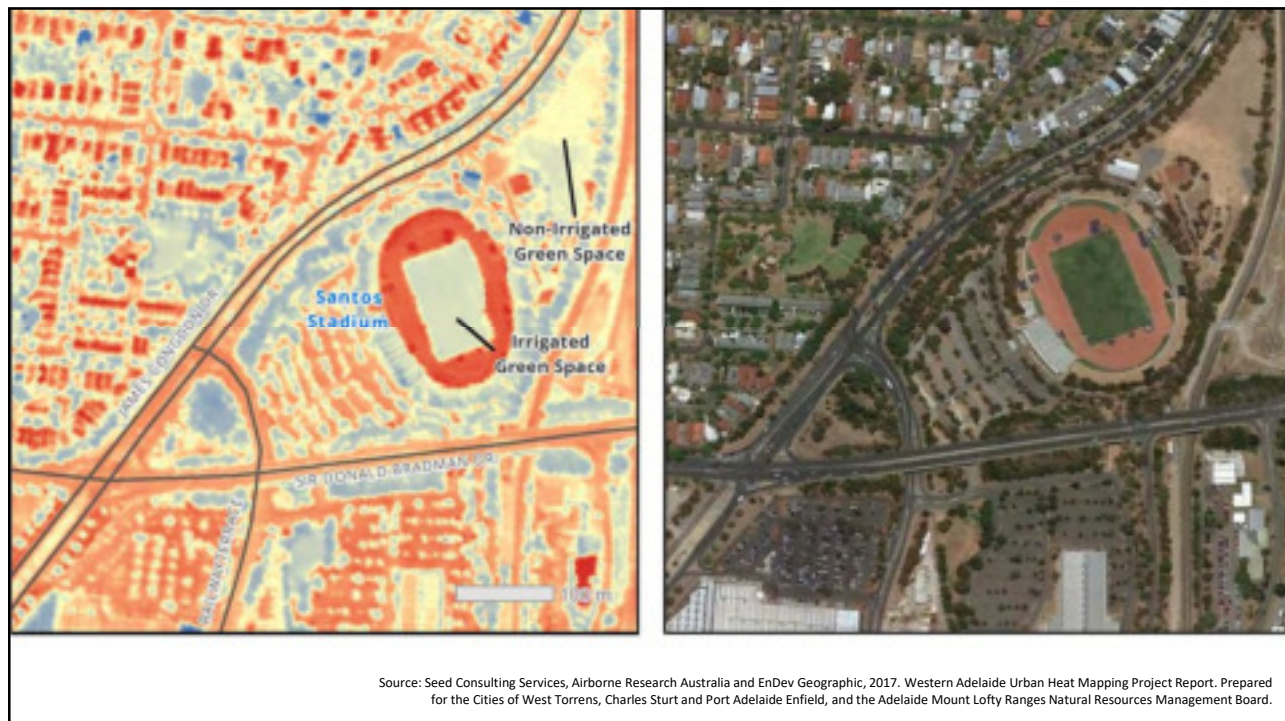 Non-Irrigated
Green Space
Santos
Stadium
Irrigated
Green Space
JAMES CONGDON DR
SIR DONALD BRADMAN DR
RAILWAY TERRACE
100 m
Source: Seed Consulting Services, Airborne Research Australia and EnDev Geographic, 2017. Western Adelaide Urban Heat Mapping Project Report. Prepared
for the Cities of West Torrens, Charles Sturt and Port Adelaide Enfield, and the Adelaide Mount Lofty Ranges Natural Resources Management Board.